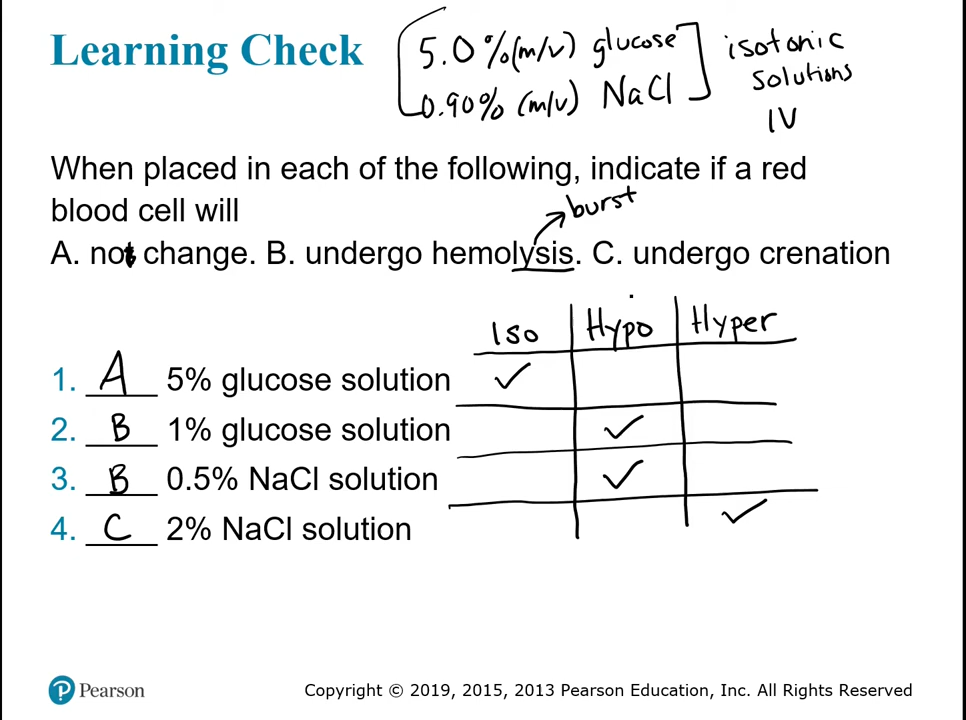 Learning Check
5.0%(m/v) glucose
0.90% (m/v) NaCl
isotonic
solutions
IV
When placed in each of the following, indicate if a red
blood cell will
burst
A. not change. B. undergo hemolysis. C. undergo crenation
Iso Hypo Hyper
1. A 5% glucose solution ✓
2. B 1% glucose solution ✓
3. B 0.5% NaCl solution ✓
4. C 2% NaCl solution ✓
Pearson
Copyright © 2019, 2015, 2013 Pearson Education, Inc. All Rights Reserved